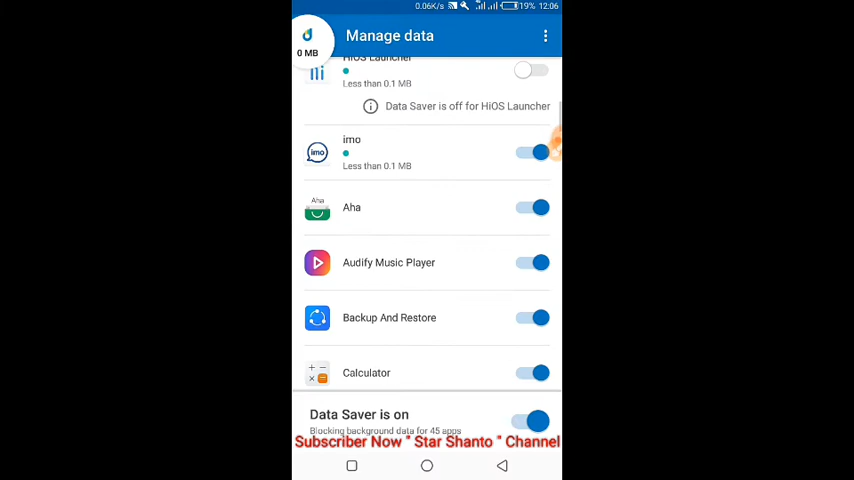 0.06K/s 19% 12:06
Manage data
0 MB
HiOS Launcher
Less than 0.1 MB
Data Saver is off for HiOS Launcher
imo
imo
Less than 0.1 MB
Aha
Aha
Audify Music Player
Backup And Restore
Calculator
Data Saver is on
Blocking background data for 45 apps
Subscriber Now " Star Shanto " Channel